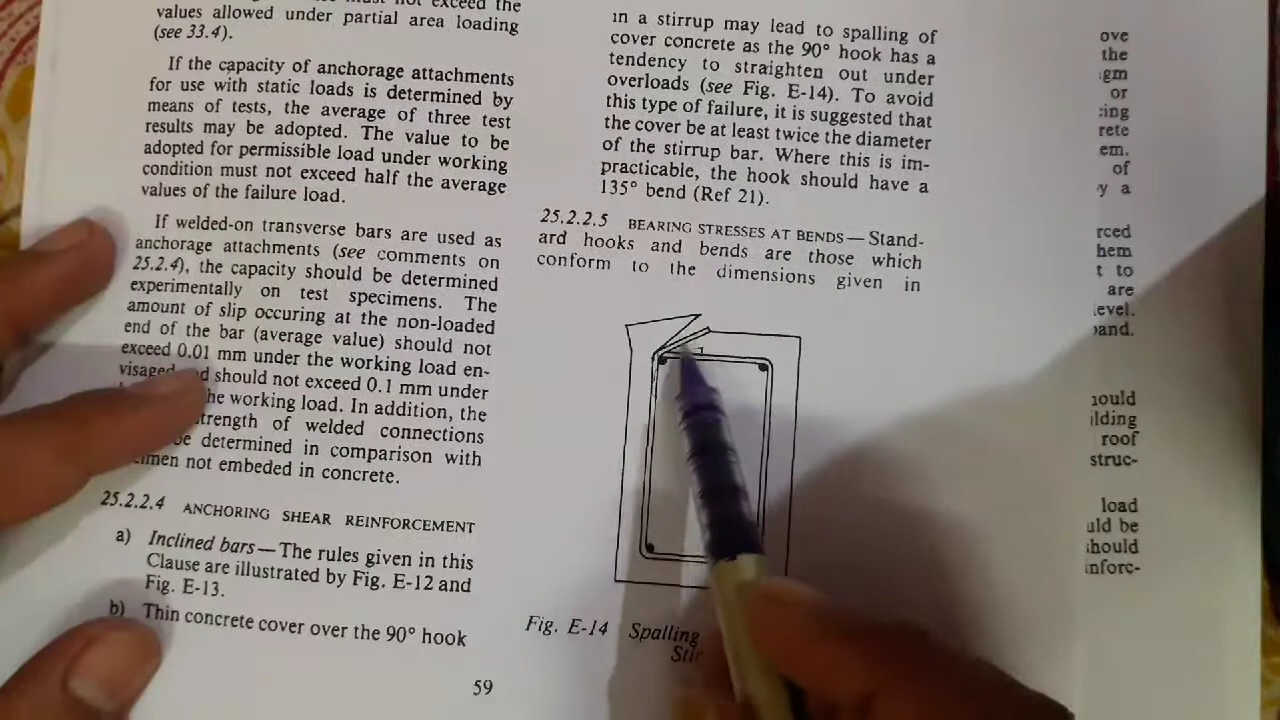 must not exceed the
values allowed under partial area loading
(see 33.4).
If the capacity of anchorage attachments
for use with static loads is determined by
means of tests, the average of three test
results may be adopted. The value to be
adopted for permissible load under working
condition must not exceed half the average
values of the failure load.
If welded-on transverse bars are used as
anchorage attachments (see comments on
25.2.4), the capacity should be determined
experimentally on test specimens. The
amount of slip occuring at the non-loaded
end of the bar (average value) should not
exceed 0.01 mm under the working load en-
visaged should not exceed 0.1 mm under
the working load. In addition, the
strength of welded connections
be determined in comparison with
not embeded in concrete.
25.2.2.4 ANCHORING SHEAR REINFORCEMENT
a) Inclined bars—The rules given in this
Clause are illustrated by Fig. E-12 and
Fig. E-13.
b) Thin concrete cover over the 90° hook
59
in a stirrup may lead to spalling of
cover concrete as the 90° hook has a
tendency to straighten out under
overloads (see Fig. E-14). To avoid
this type of failure, it is suggested that
the cover be at least twice the diameter
of the stirrup bar. Where this is im-
practicable, the hook should have a
135° bend (Ref 21).
25.2.2.5 BEARING STRESSES AT BENDS—Stand-
ard hooks and bends are those which
conform to the dimensions given in
Fig. E-14 Spalling
ove
the
or
rete
em.
of
y a
rced
hem
t to
are
level.
ould
ilding
roof
struc-
load
uld be
hould
inforc-